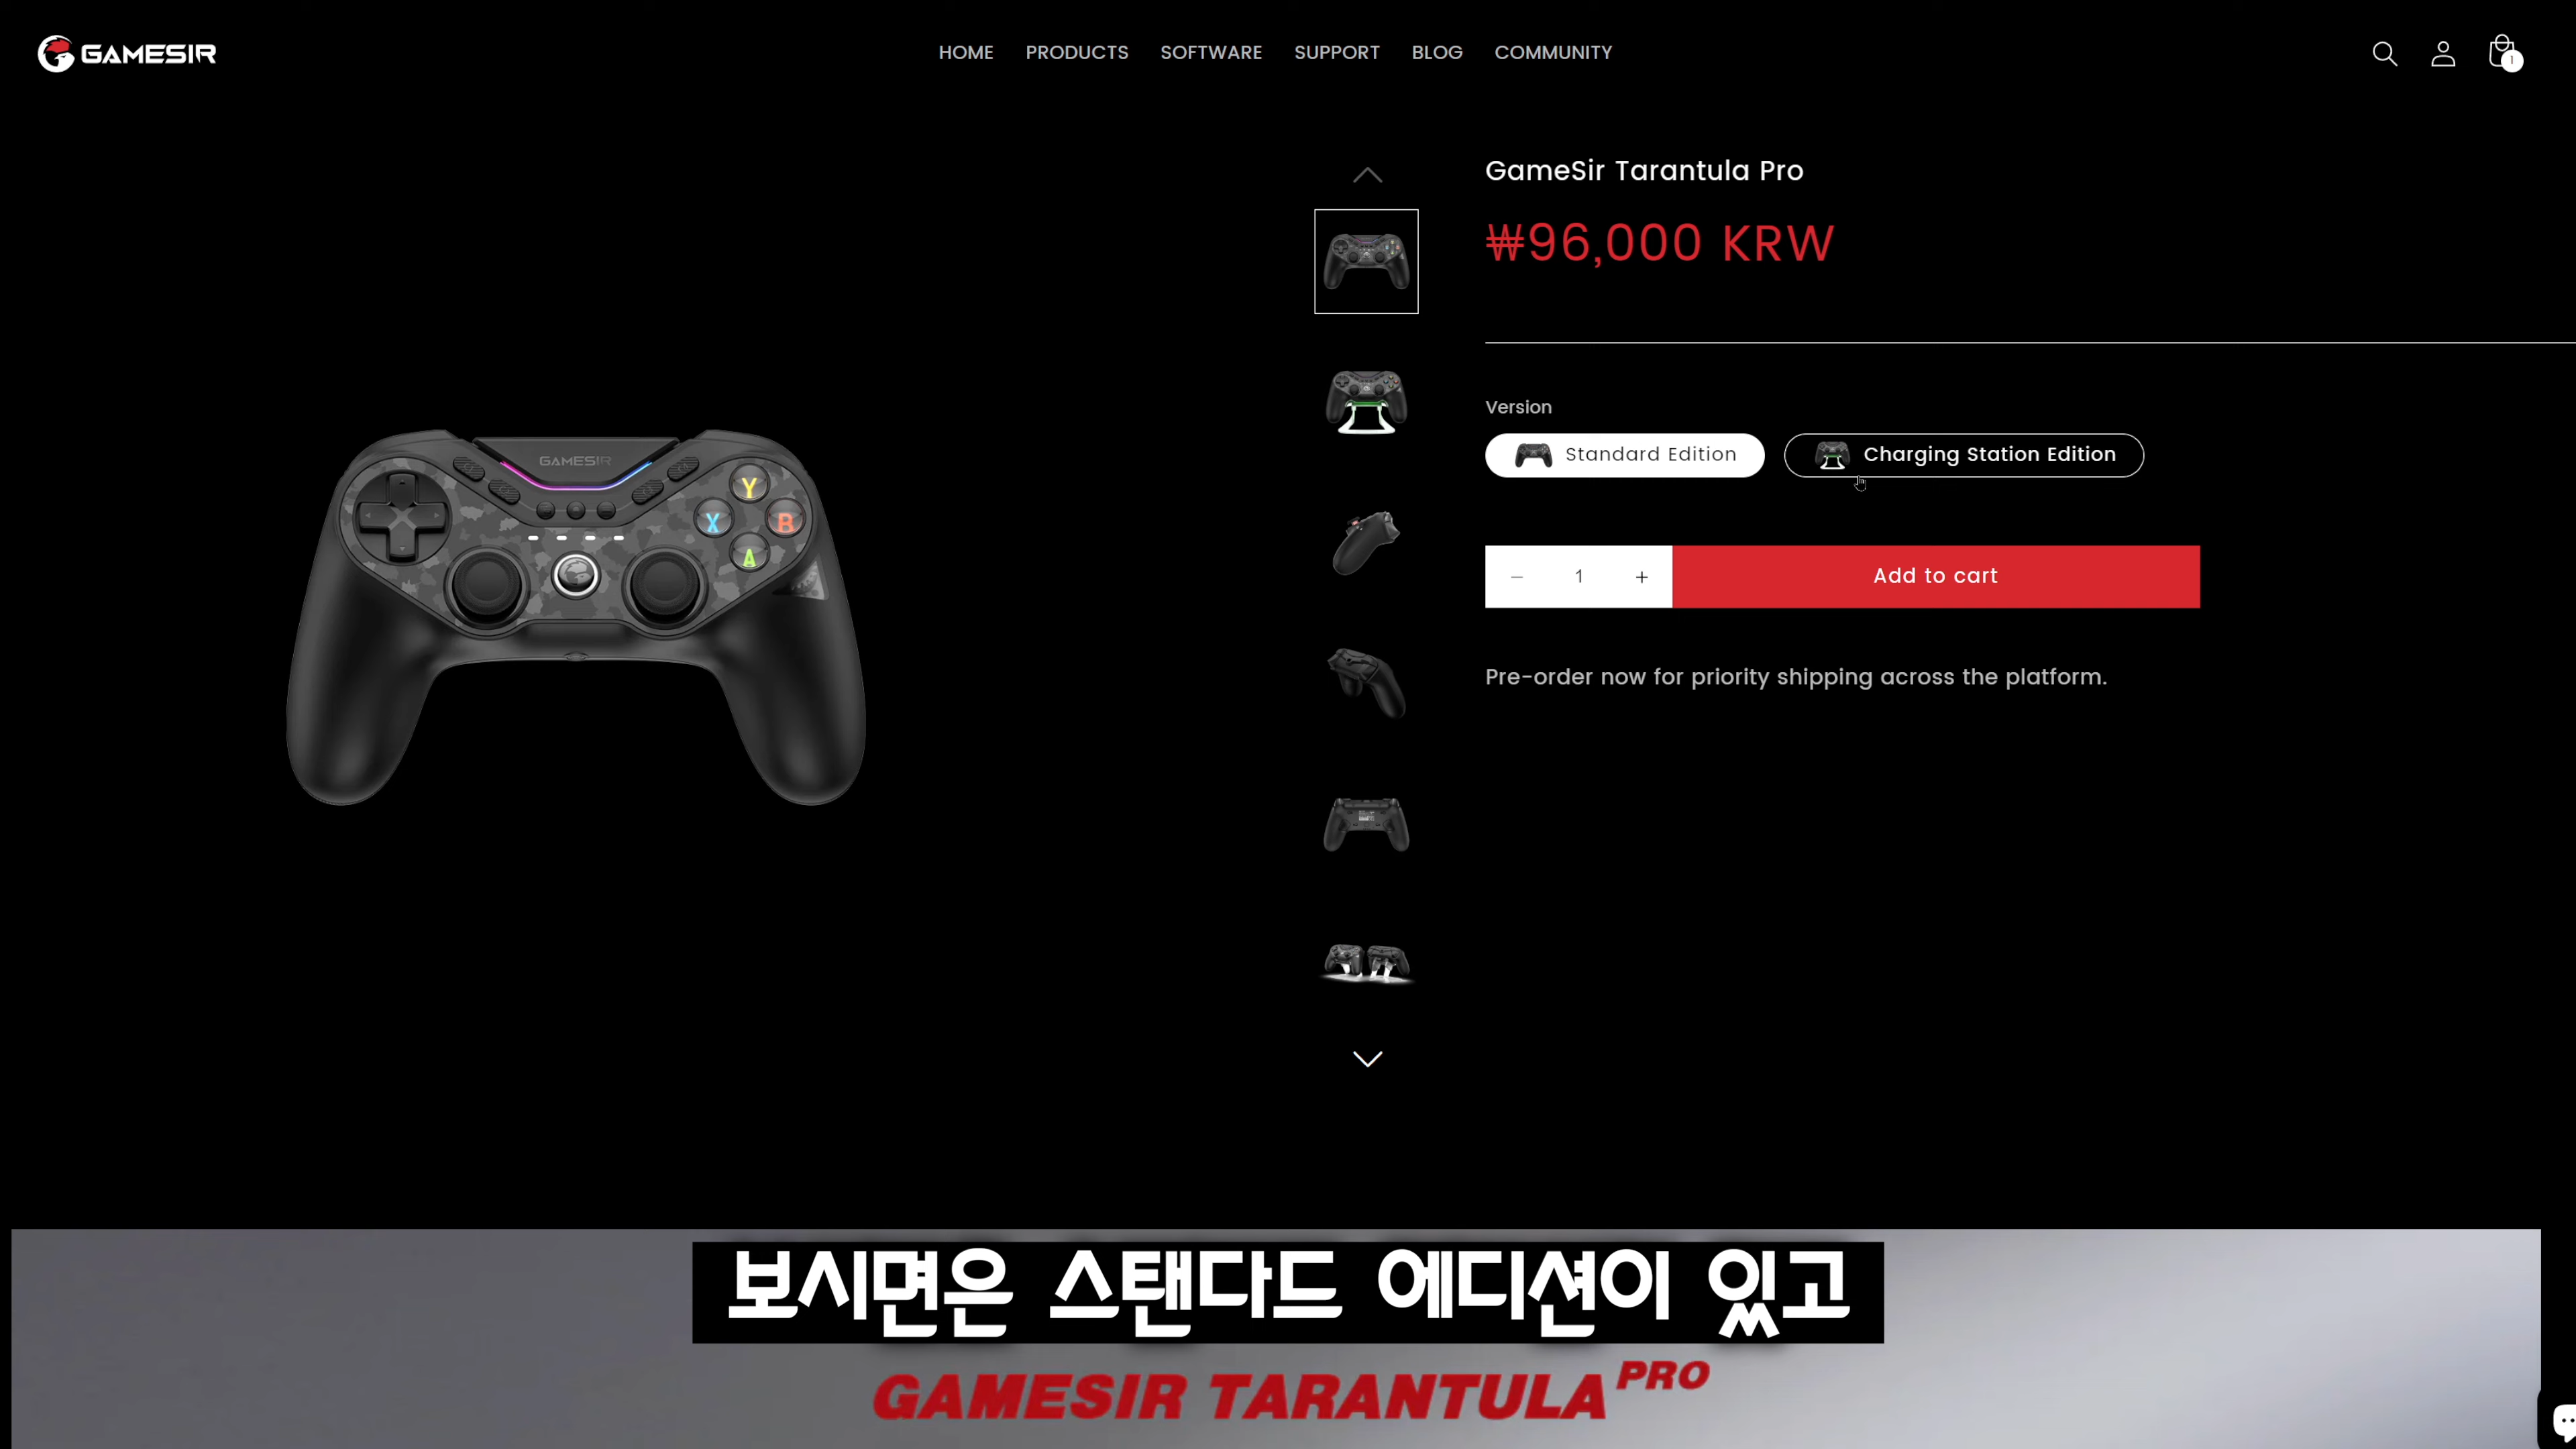 GAMESIR
HOME PRODUCTS SOFTWARE SUPPORT BLOG COMMUNITY
1
GameSir Tarantula Pro
₩96,000 KRW
Version
Standard Edition
Charging Station Edition
GAMESIR
Y
X B
A
− 1 +
Add to cart
Pre-order now for priority shipping across the platform.
보시면은 스탠다드 에디션이 있고
GAMESIR TARANTULA PRO